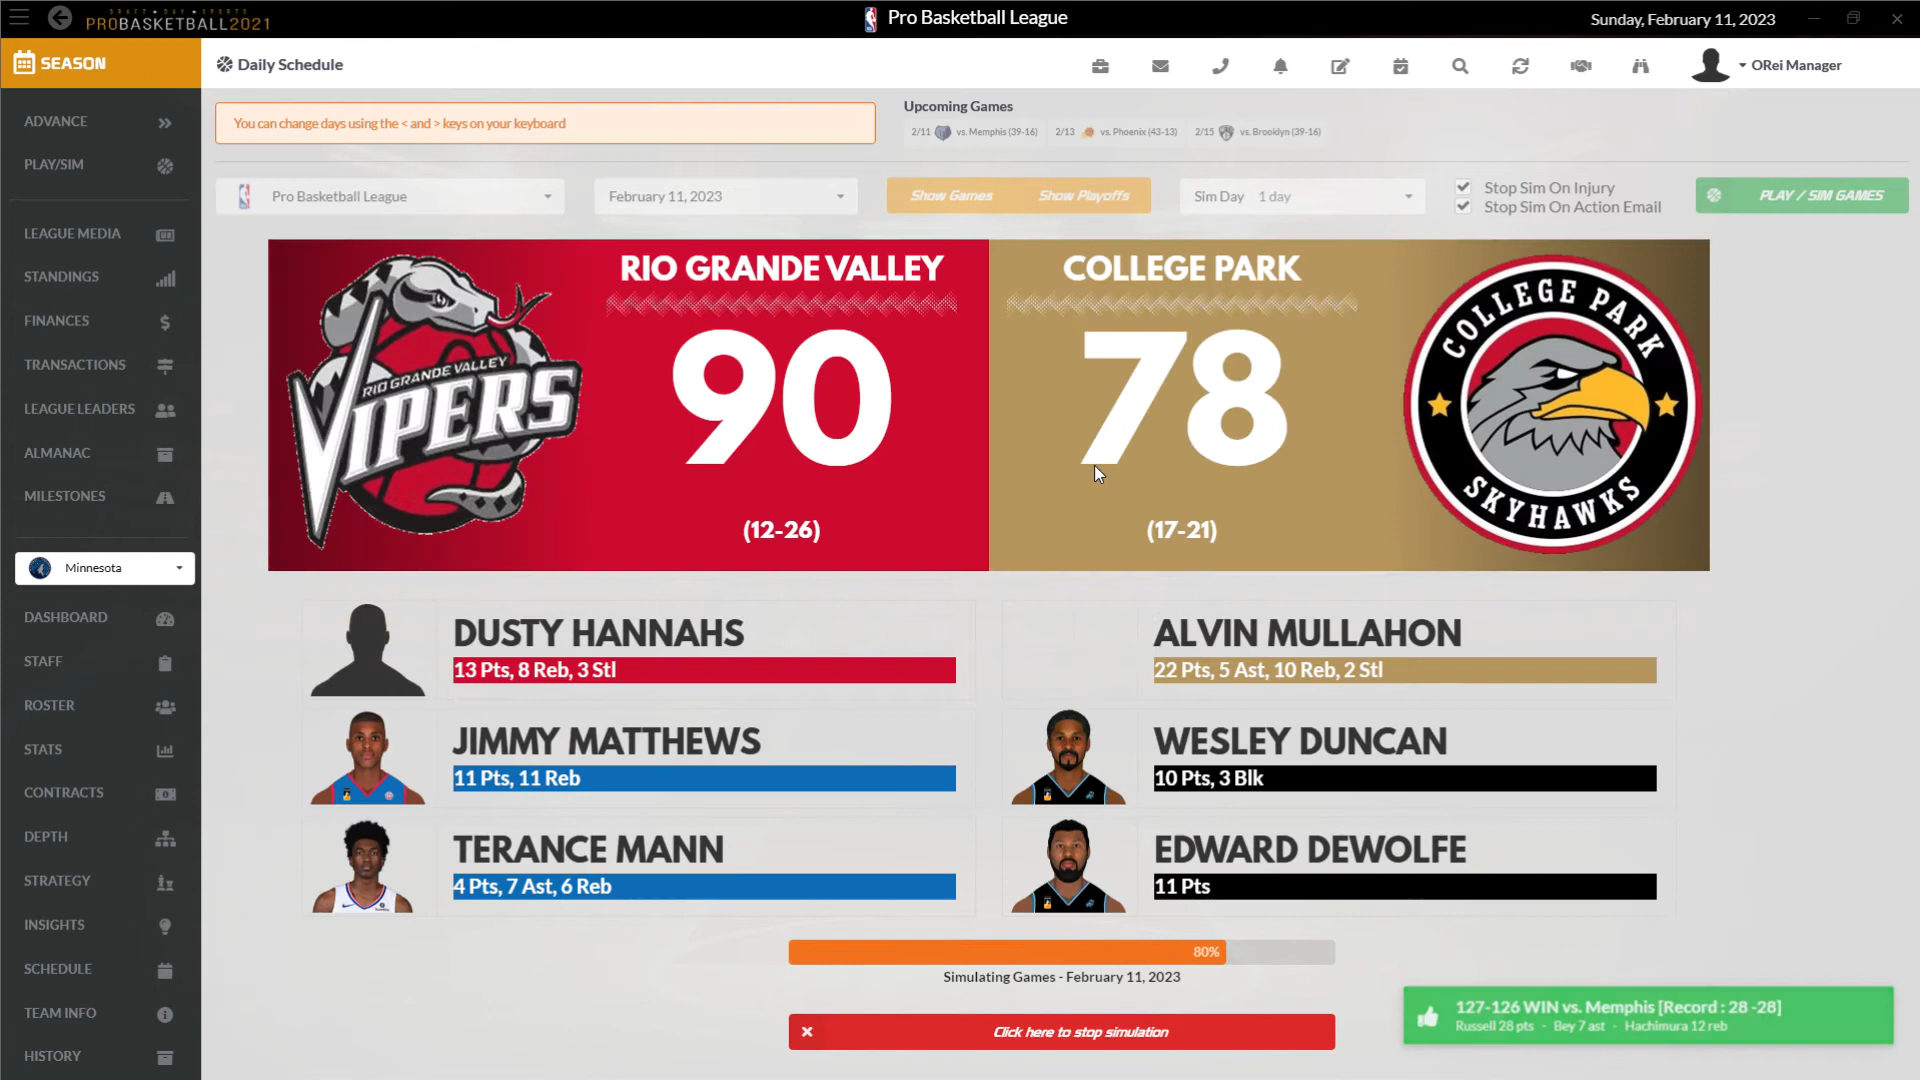 DRAFT • DAY • SPORTS
PROBASKETBALL2021
Pro Basketball League
Sunday, February 11, 2023
SEASON
Daily Schedule
ORei Manager
ADVANCE
PLAY/SIM
LEAGUE MEDIA
STANDINGS
FINANCES
TRANSACTIONS
LEAGUE LEADERS
ALMANAC
MILESTONES
Minnesota
DASHBOARD
STAFF
ROSTER
STATS
CONTRACTS
DEPTH
STRATEGY
INSIGHTS
SCHEDULE
TEAM INFO
HISTORY
You can change days using the < and > keys on your keyboard
Upcoming Games
2/11 vs. Memphis (39-16) 2/13 vs. Phoenix (43-13) 2/15 vs. Brooklyn (39-16)
Pro Basketball League
February 11, 2023
Show Games Show Playoffs
Sim Day 1 day
Stop Sim On Injury
Stop Sim On Action Email
PLAY / SIM GAMES
RIO GRANDE VALLEY
VIPERS
RIO GRANDE VALLEY
90
(12-26)
COLLEGE PARK
78
(17-21)
COLLEGE PARK
SKYHAWKS
DUSTY HANNAHS
13 Pts, 8 Reb, 3 Stl
JIMMY MATTHEWS
11 Pts, 11 Reb
TERANCE MANN
4 Pts, 7 Ast, 6 Reb
ALVIN MULLAHON
22 Pts, 5 Ast, 10 Reb, 2 Stl
WESLEY DUNCAN
10 Pts, 3 Blk
EDWARD DEWOLFE
11 Pts
80%
Simulating Games - February 11, 2023
Click here to stop simulation
127-126 WIN vs. Memphis [Record : 28 -28]
Russell 28 pts - Bey 7 ast - Hachimura 12 reb